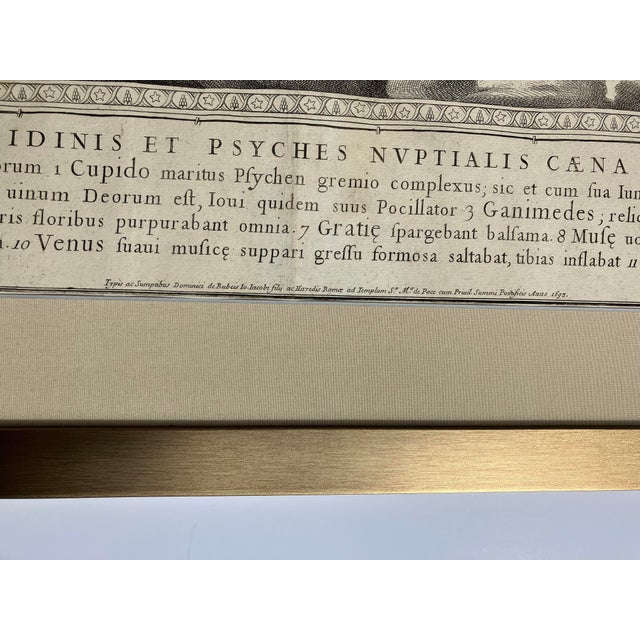 IDINIS ET PSYCHES NVPTIALIS CÆNA
orum 1 Cupido maritus Pſychen gremio complexus; sic et cum sua Iun
uinum Deorum est, Ioui quidem suus Pocillator 3 Ganimedes, relic
ris floribus purpurabant omnia. 7 Gratię ſpargebant balſama. 8 Muſę uo
. 10 Venus ſuaui muſicę suppari greſſu formosa saltabat, tibias inflabat 11
Typis ac Sumptibus Dominici de Rubeis Io. Iacobi filij ac Hæredis Romæ ad Templum S.ę M.ę de Pace cum Priuil. Summi Pontificis Anno 1693.